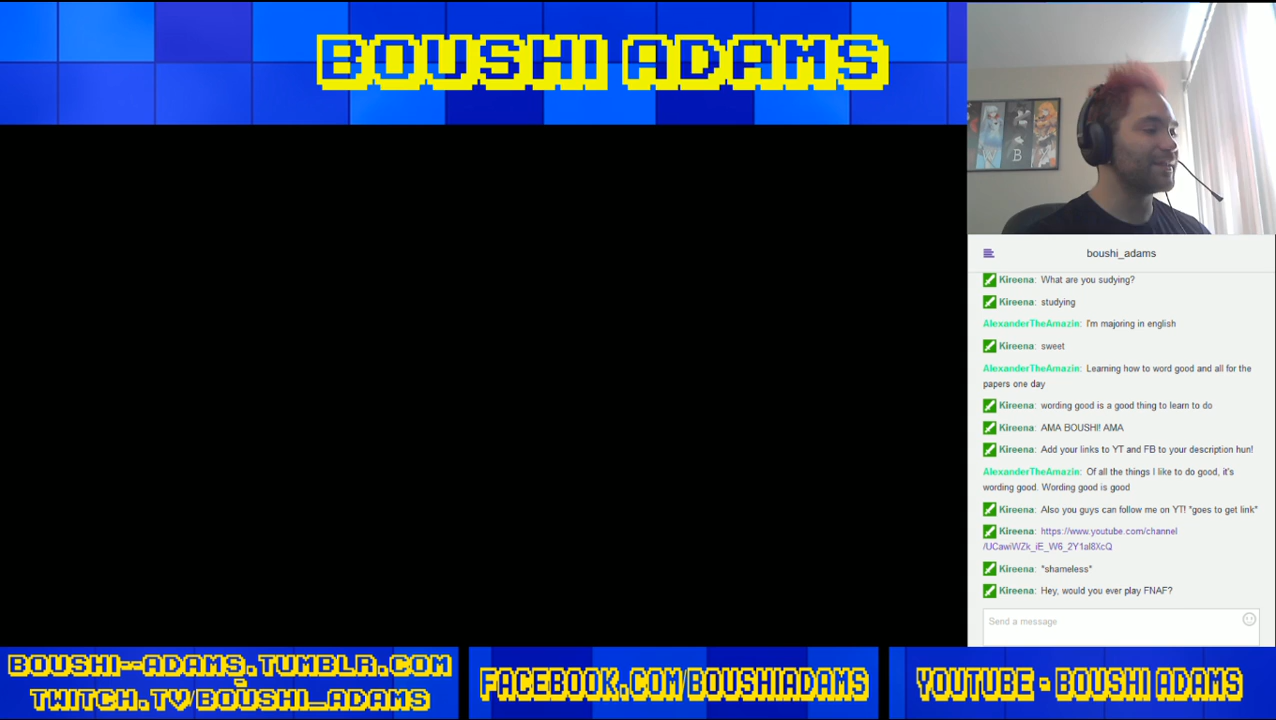 BOUSHI ADAMS
B
boushi_adams
Kireena: What are you sudying?
Kireena: studying
AlexanderTheAmazin: I'm majoring in english
Kireena: sweet
AlexanderTheAmazin: Learning how to word good and all for the
papers one day
Kireena: wording good is a good thing to learn to do
Kireena: AMA BOUSHI! AMA
Kireena: Add your links to YT and FB to your description hun!
AlexanderTheAmazin: Of all the things I like to do good, it's
wording good. Wording good is good
Kireena: Also you guys can follow me on YT! *goes to get link*
Kireena: https://www.youtube.com/channel
/UCawiWZk_iE_W6_2Y1al8XcQ
Kireena: *shameless*
Kireena: Hey, would you ever play FNAF?
Send a message
BOUSHI--ADAMS.TUMBLR.COM
-
TWITCH.TV/BOUSHI_ADAMS
FACEBOOK.COM/BOUSHIADAMS
YOUTUBE - BOUSHI ADAMS